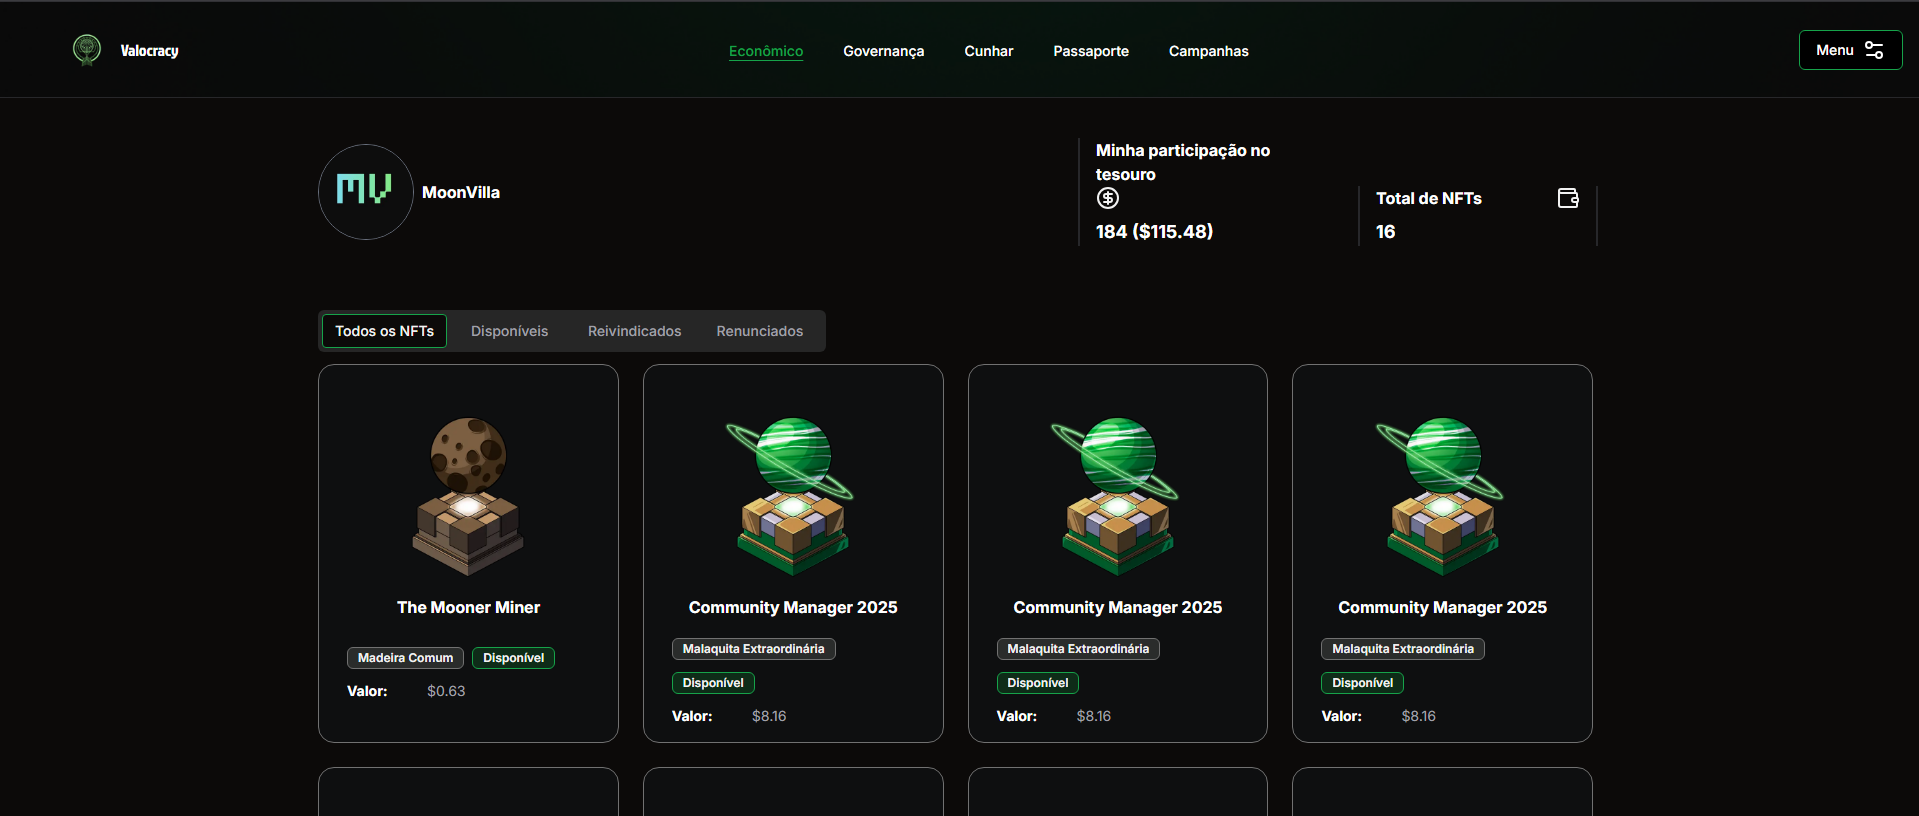 Valocracy
Econômico
Governança
Cunhar
Passaporte
Campanhas
Menu
MV
MoonVilla
Minha participação no
tesouro
184 ($115.48)
Total de NFTs
16
Todos os NFTs
Disponíveis
Reivindicados
Renunciados
The Mooner Miner
Madeira Comum
Disponível
Valor: $0.63
Community Manager 2025
Malaquita Extraordinária
Disponível
Valor: $8.16
Community Manager 2025
Malaquita Extraordinária
Disponível
Valor: $8.16
Community Manager 2025
Malaquita Extraordinária
Disponível
Valor: $8.16